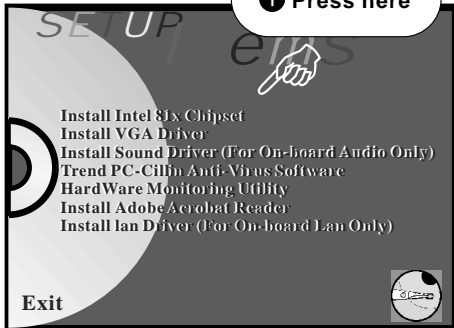 ❶ Press here
SETUP
ems
Install Intel 81x Chipset
Install VGA Driver
Install Sound Driver (For On-board Audio Only)
Trend PC-Cillin Anti-Virus Software
HardWare Monitoring Utility
Install Adobe Acrobat Reader
Install lan Driver (For On-board Lan Only)
Exit